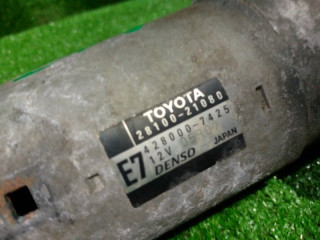 TOYOTA
28100-21080
428000-7425
E7 12V
DENSO JAPAN